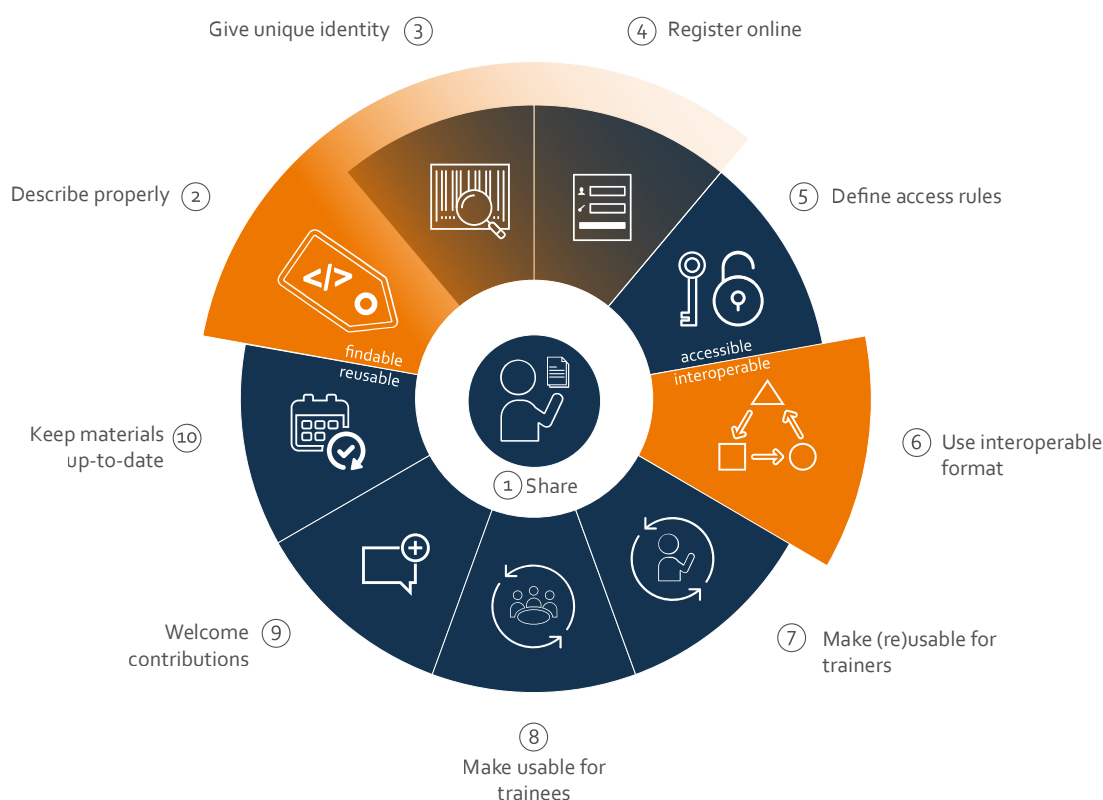 Give unique identity 3
4 Register online
Describe properly 2
5 Define access rules
</>
findable
reusable
accessible
interoperable
Keep materials 10
up-to-date
6 Use interoperable
format
1 Share
Welcome 9
contributions
7 Make (re)usable for
trainers
8
Make usable for
trainees